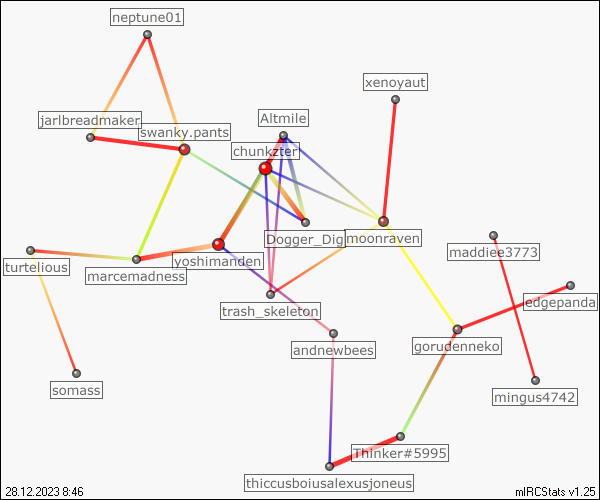 neptune01
xenoyaut
jarlbreadmaker
Altmile
swanky.pants
chunkzter
Dogger_Dig
moonraven
maddiee3773
turtelious
marcemadness
yoshimanden
edgepanda
trash_skeleton
andnewbees
gorudenneko
somass
mingus4742
Thinker#5995
thiccusboiusalexusjoneus
28.12.2023 8:46
mIRCStats v1.25